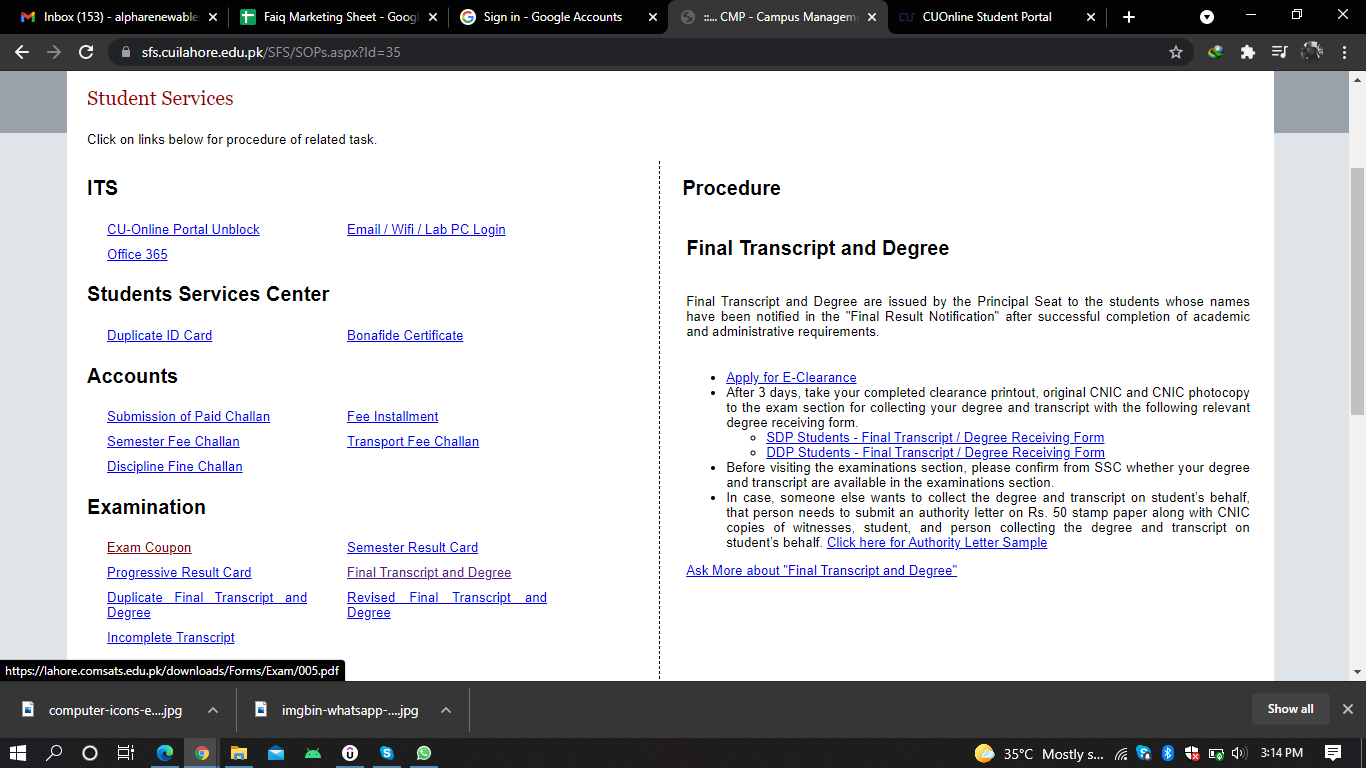 Inbox (153) - alpharenewable
Faiq Marketing Sheet - Googl
Sign in - Google Accounts
::... CMP - Campus Managem
CUOnline Student Portal
sfs.cuilahore.edu.pk/SFS/SOPs.aspx?Id=35
Student Services
Click on links below for procedure of related task.
ITS
CU-Online Portal Unblock
Email / Wifi / Lab PC Login
Office 365
Students Services Center
Duplicate ID Card
Bonafide Certificate
Accounts
Submission of Paid Challan
Fee Installment
Semester Fee Challan
Transport Fee Challan
Discipline Fine Challan
Examination
Exam Coupon
Semester Result Card
Progressive Result Card
Final Transcript and Degree
Duplicate Final Transcript and
Degree
Revised Final Transcript and
Degree
Incomplete Transcript
Procedure
Final Transcript and Degree
Final Transcript and Degree are issued by the Principal Seat to the students whose names
have been notified in the "Final Result Notification" after successful completion of academic
and administrative requirements.
Apply for E-Clearance
After 3 days, take your completed clearance printout, original CNIC and CNIC photocopy
to the exam section for collecting your degree and transcript with the following relevant
degree receiving form.
SDP Students - Final Transcript / Degree Receiving Form
DDP Students - Final Transcript / Degree Receiving Form
Before visiting the examinations section, please confirm from SSC whether your degree
and transcript are available in the examinations section.
In case, someone else wants to collect the degree and transcript on student's behalf,
that person needs to submit an authority letter on Rs. 50 stamp paper along with CNIC
copies of witnesses, student, and person collecting the degree and transcript on
student's behalf. Click here for Authority Letter Sample
Ask More about "Final Transcript and Degree"
https://lahore.comsats.edu.pk/downloads/Forms/Exam/005.pdf
computer-icons-e....jpg
imgbin-whatsapp-....jpg
Show all
35°C Mostly s...
3:14 PM